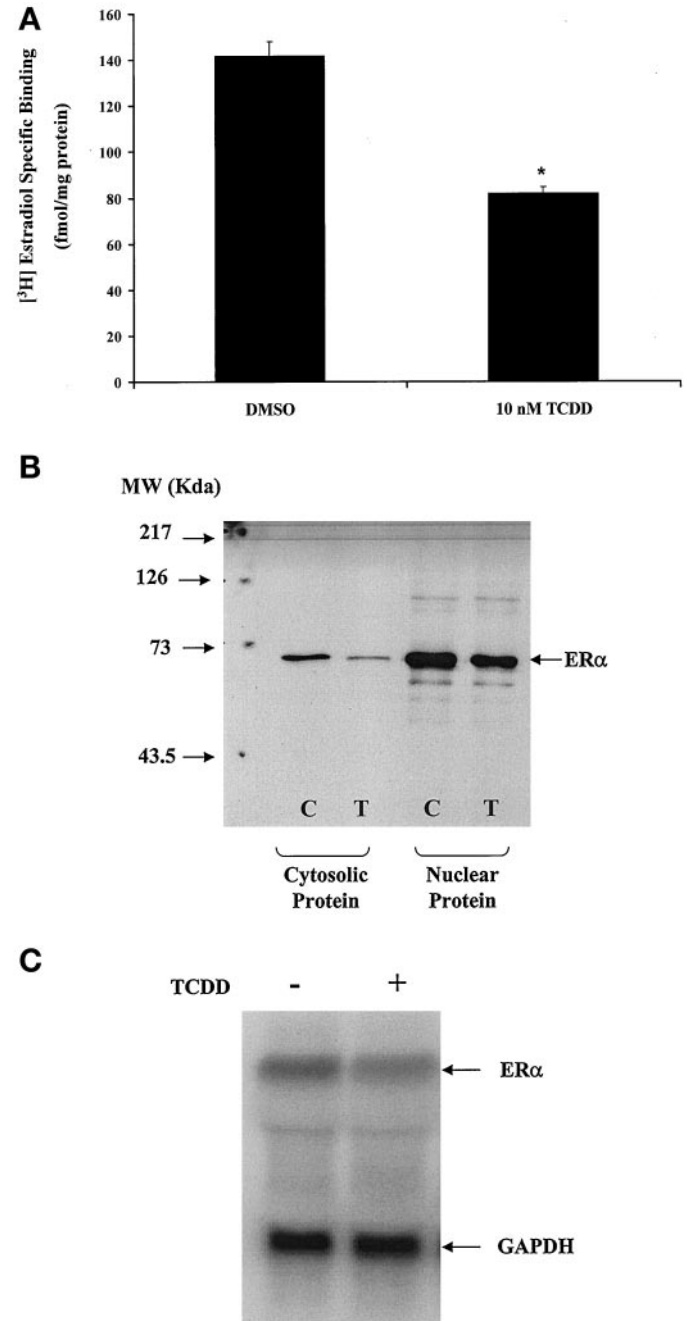 A
[³H] Estradiol Specific Binding
(fmol/mg protein)
160
140
120
100
80
60
40
20
0
*
DMSO
10 nM TCDD
B
MW (Kda)
217
126
73
43.5
ERα
C T C T
Cytosolic
Protein
Nuclear
Protein
C
TCDD - +
ERα
GAPDH